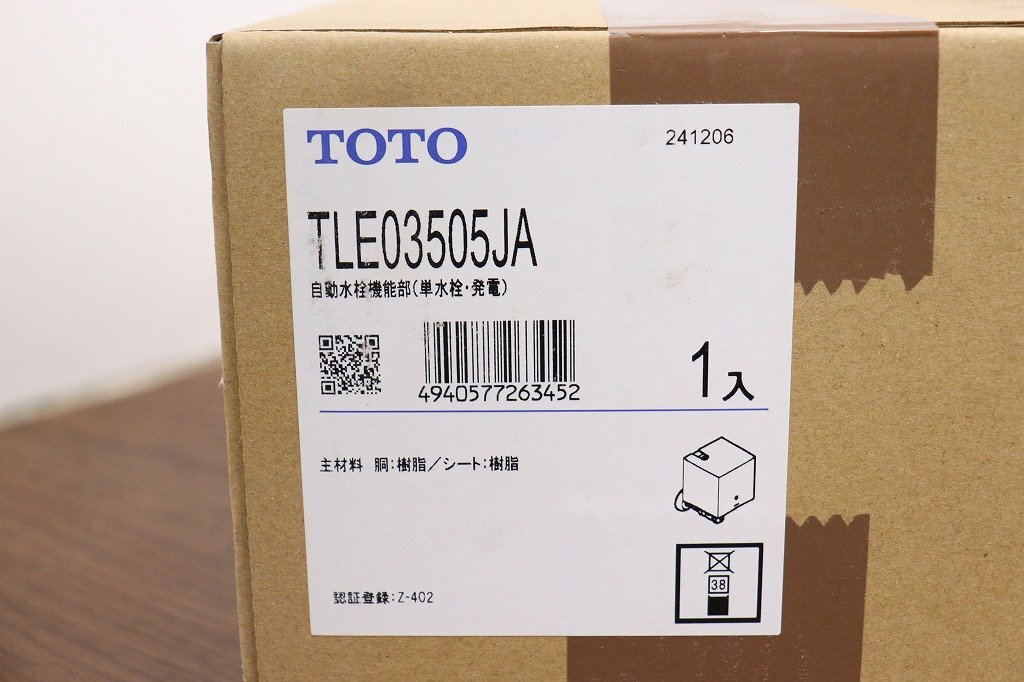 TOTO
241206
TLE03505JA
自動水栓機能部(単水栓・発電)
4940577263452
1入
主材料 胴:樹脂/シート:樹脂
38
認証登録:Z-402